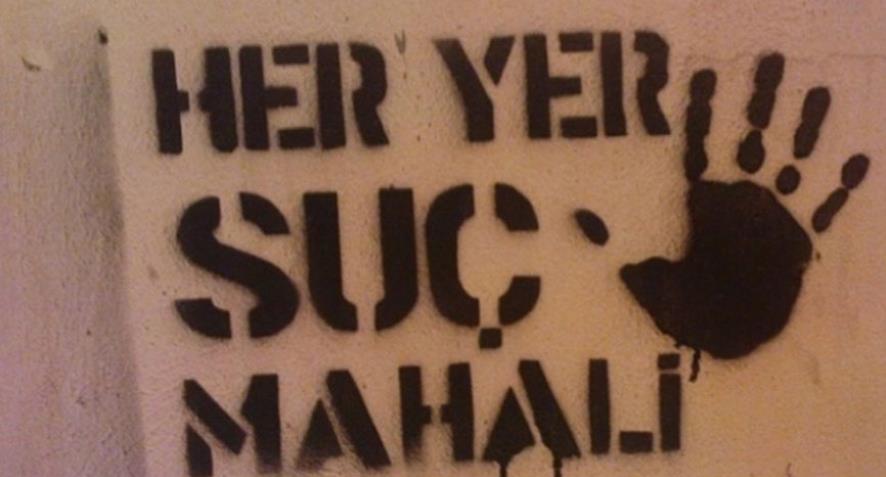 HER YER
SUÇ
MAHALİ